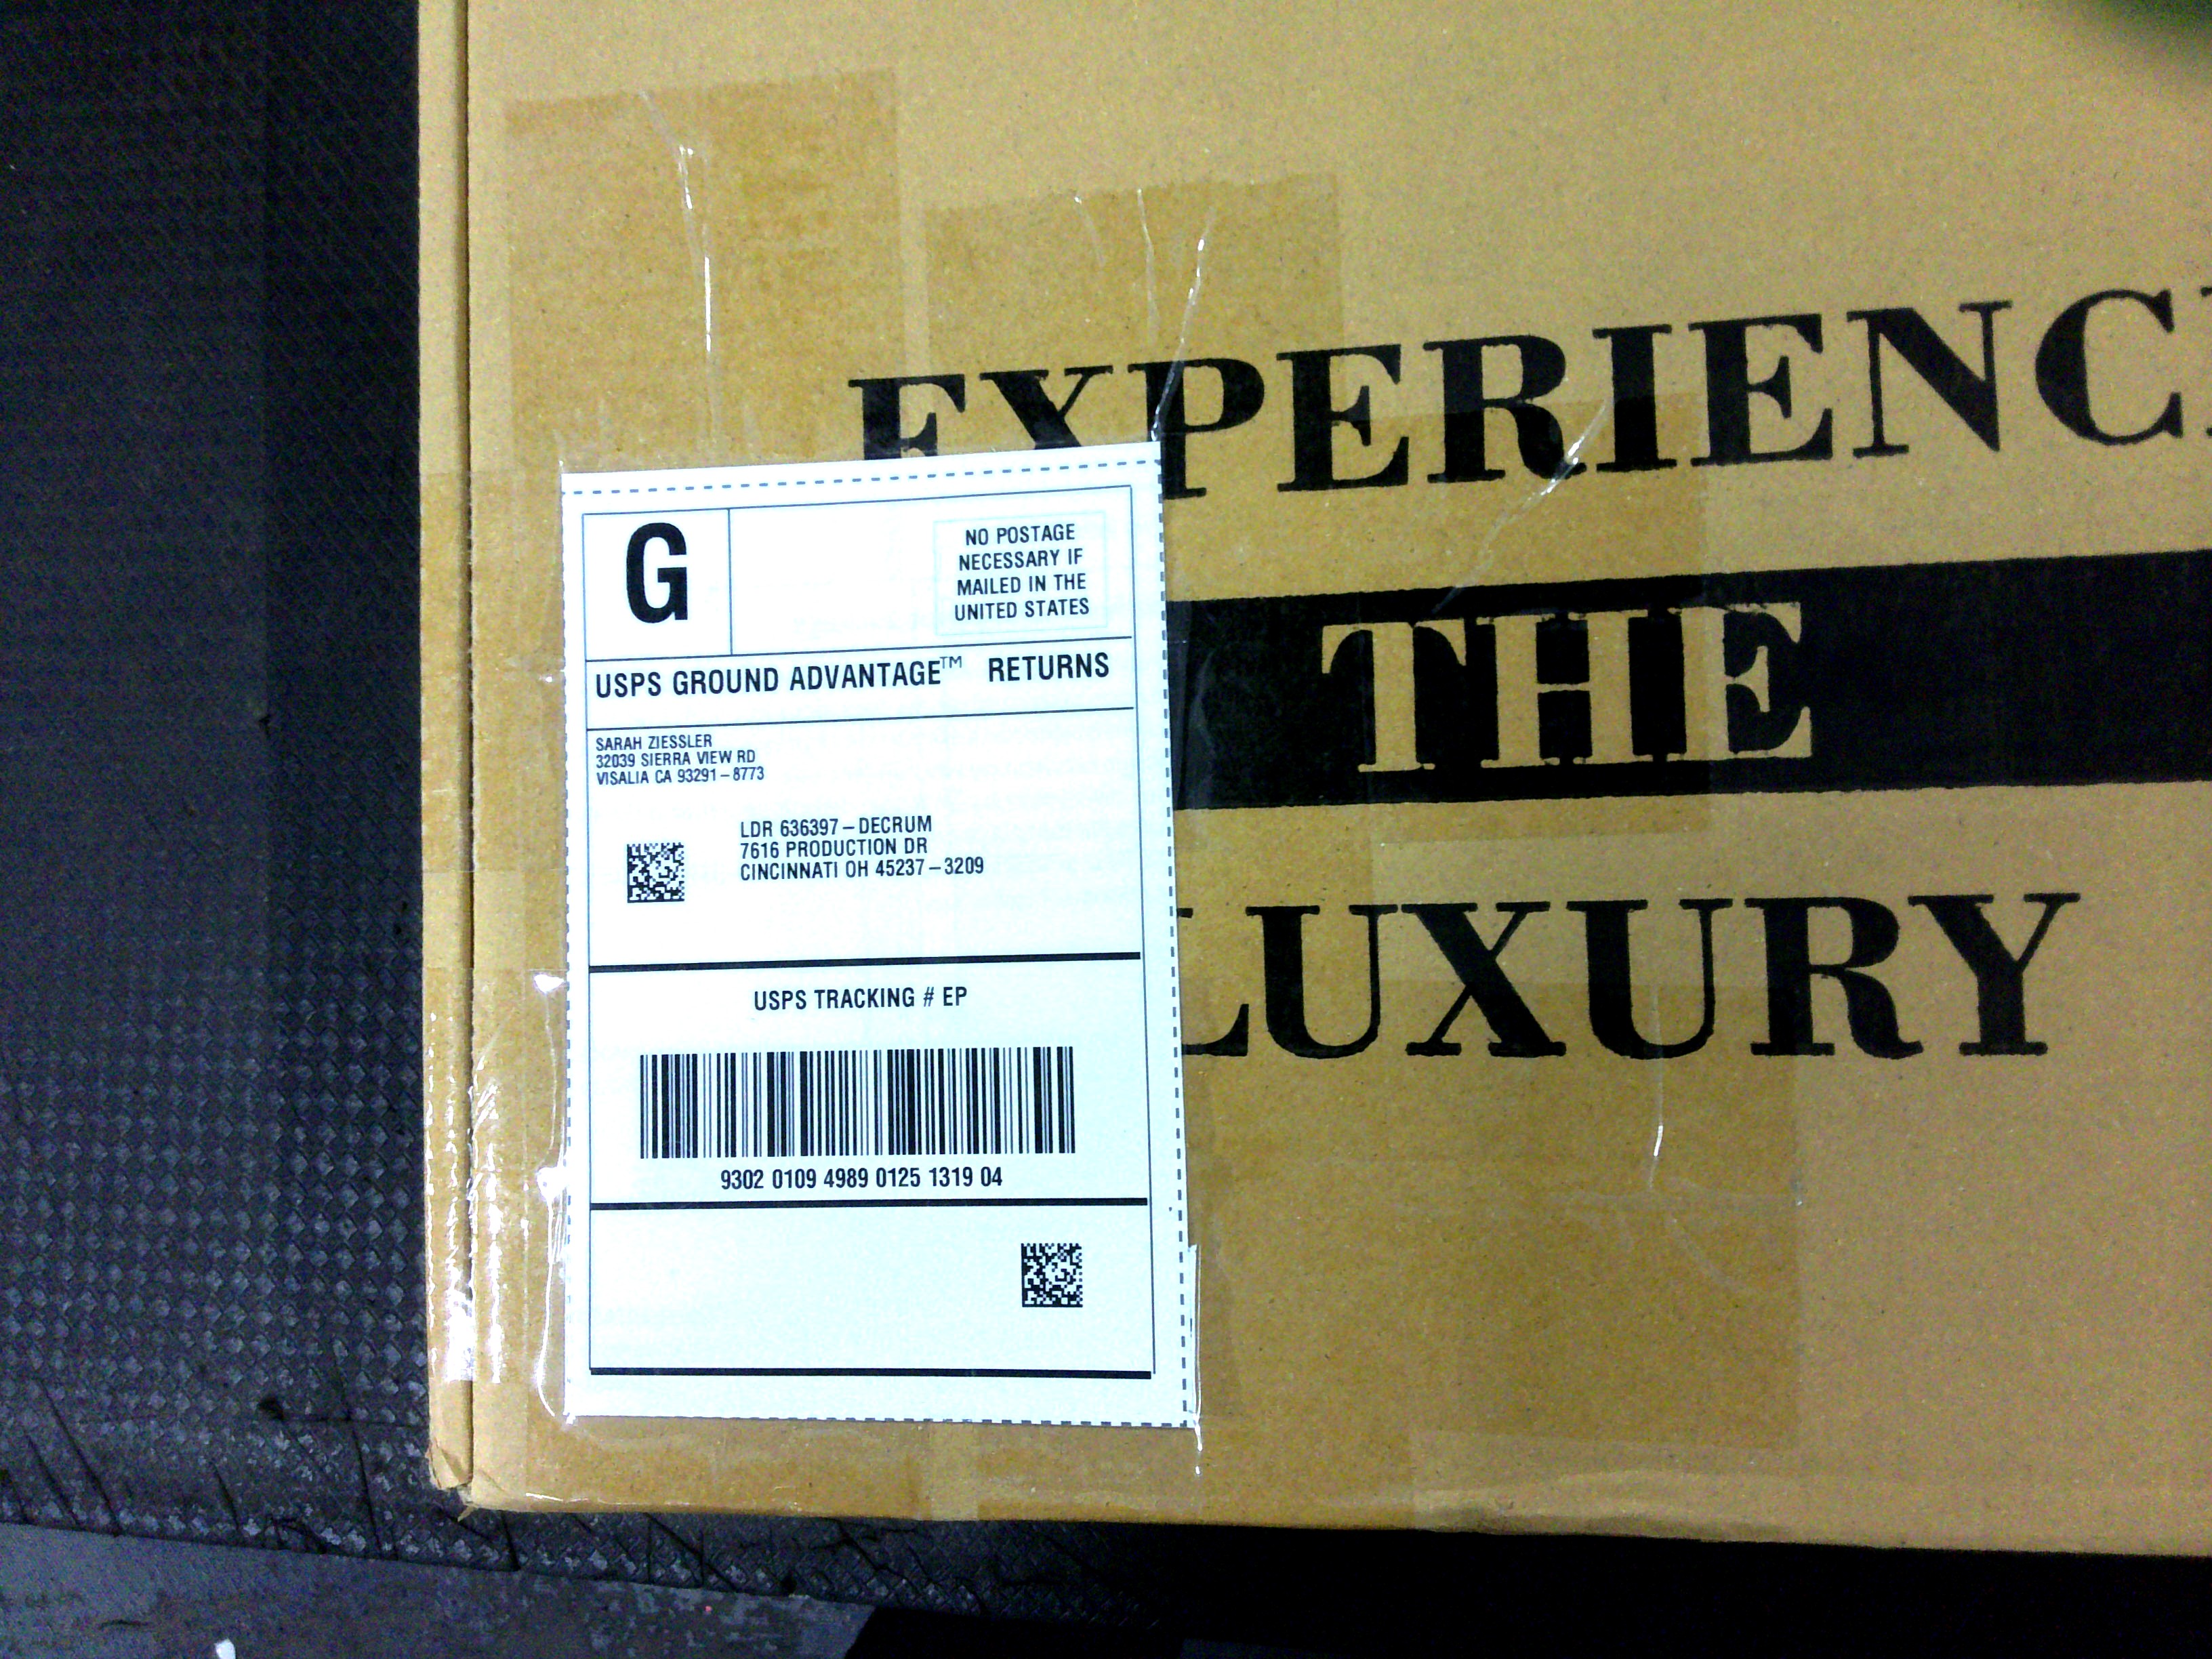 EXPERIENC
THE
LUXURY
G
NO POSTAGE
NECESSARY IF
MAILED IN THE
UNITED STATES
USPS GROUND ADVANTAGE™ RETURNS
SARAH ZIESSLER
32039 SIERRA VIEW RD
VISALIA CA 93291-8773
LDR 636397-DECRUM
7616 PRODUCTION DR
CINCINNATI OH 45237-3209
USPS TRACKING # EP
9302 0109 4989 0125 1319 04